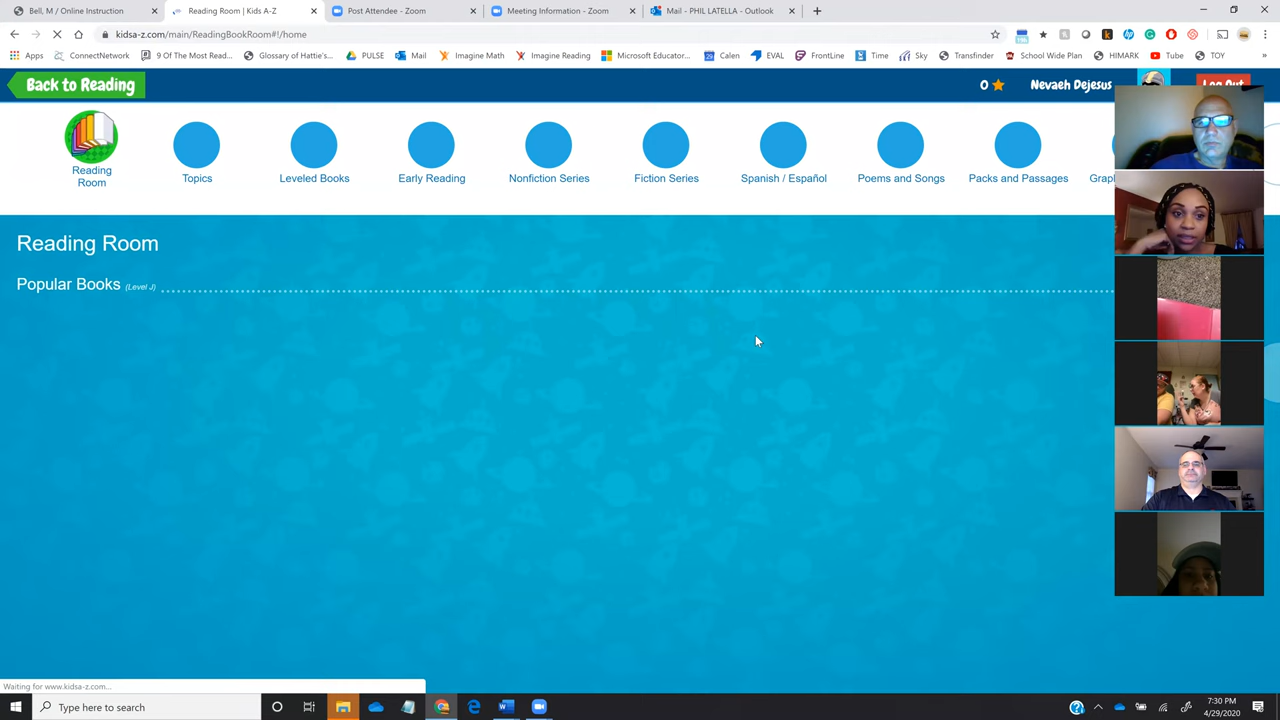 Bell, M / Online Instruction
Reading Room | Kids A-Z
Post Attendee - Zoom
Meeting Information - Zoom
Mail - PHIL LATELLA - Outlook
kidsa-z.com/main/ReadingBookRoom#!/home
Apps
ConnectNetwork
9 Of The Most Read...
Glossary of Hattie's...
PULSE
Mail
Imagine Math
Imagine Reading
Microsoft Educator...
Calen
EVAL
FrontLine
Time
Sky
Transfinder
School Wide Plan
HIMARK
Tube
TOY
Back to Reading
0
Nevaeh Dejesus
Log Out
Reading
Room
Topics
Leveled Books
Early Reading
Nonfiction Series
Fiction Series
Spanish / Español
Poems and Songs
Packs and Passages
Grap
Reading Room
Popular Books (Level J)
Waiting for www.kidsa-z.com...
Type here to search
7:30 PM
4/29/2020